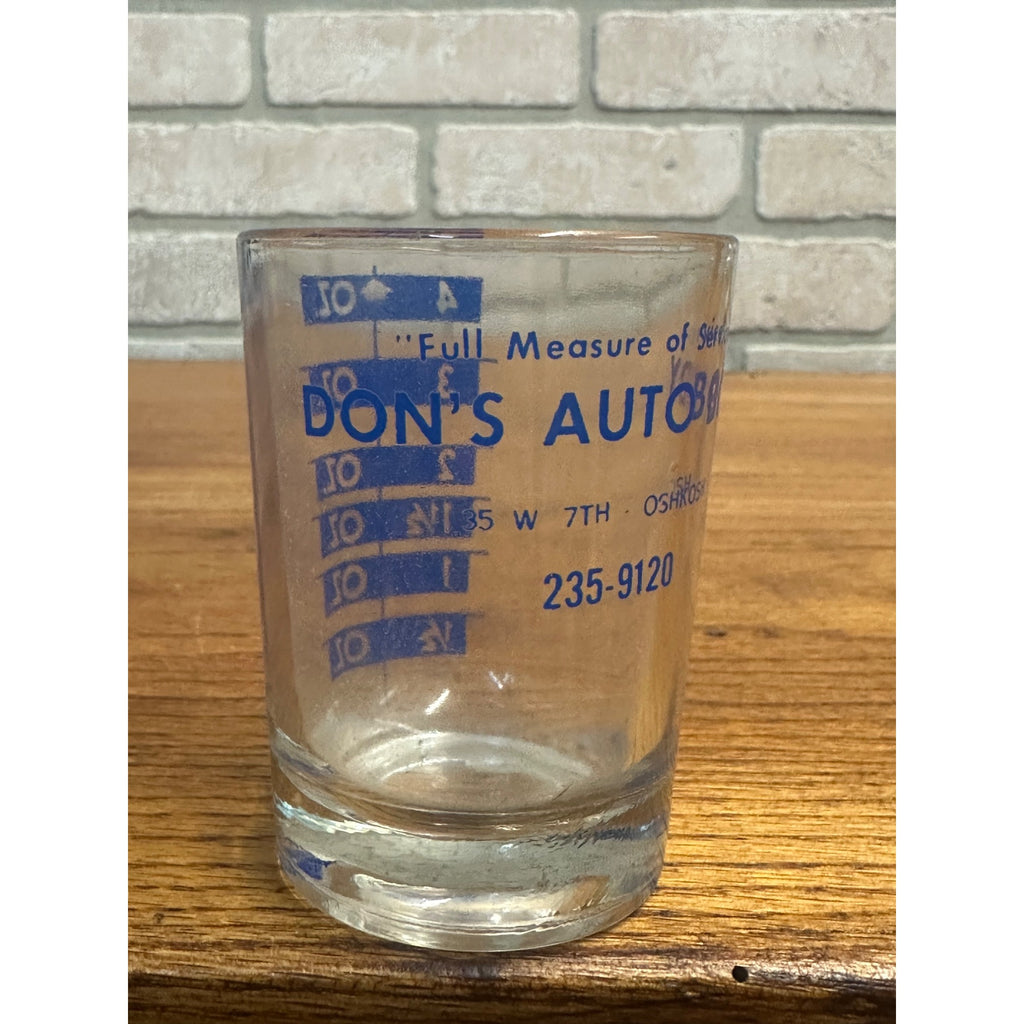 "Full Measure of
DON'S AUTO
35 W 7TH · OSHKOSH
235-9120
4 OZ
3 OZ
2 OZ
1½ OZ
1 OZ
½ OZ